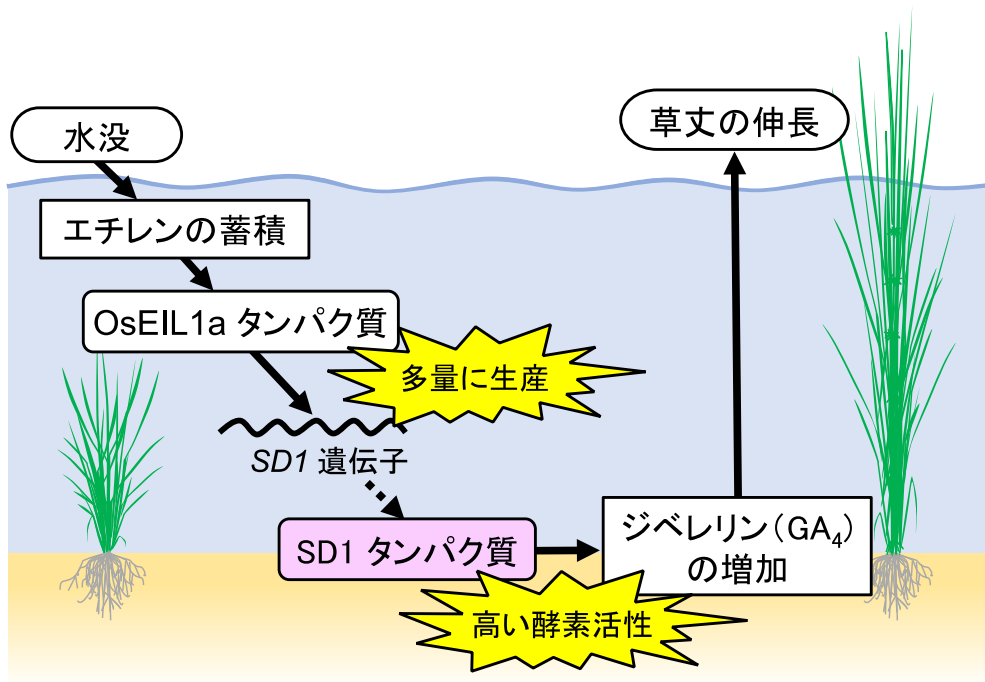 水没
エチレンの蓄積
OsEIL1a タンパク質
多量に生産
SD1 遺伝子
SD1 タンパク質
高い酵素活性
ジベレリン（GA₄）
の増加
草丈の伸長